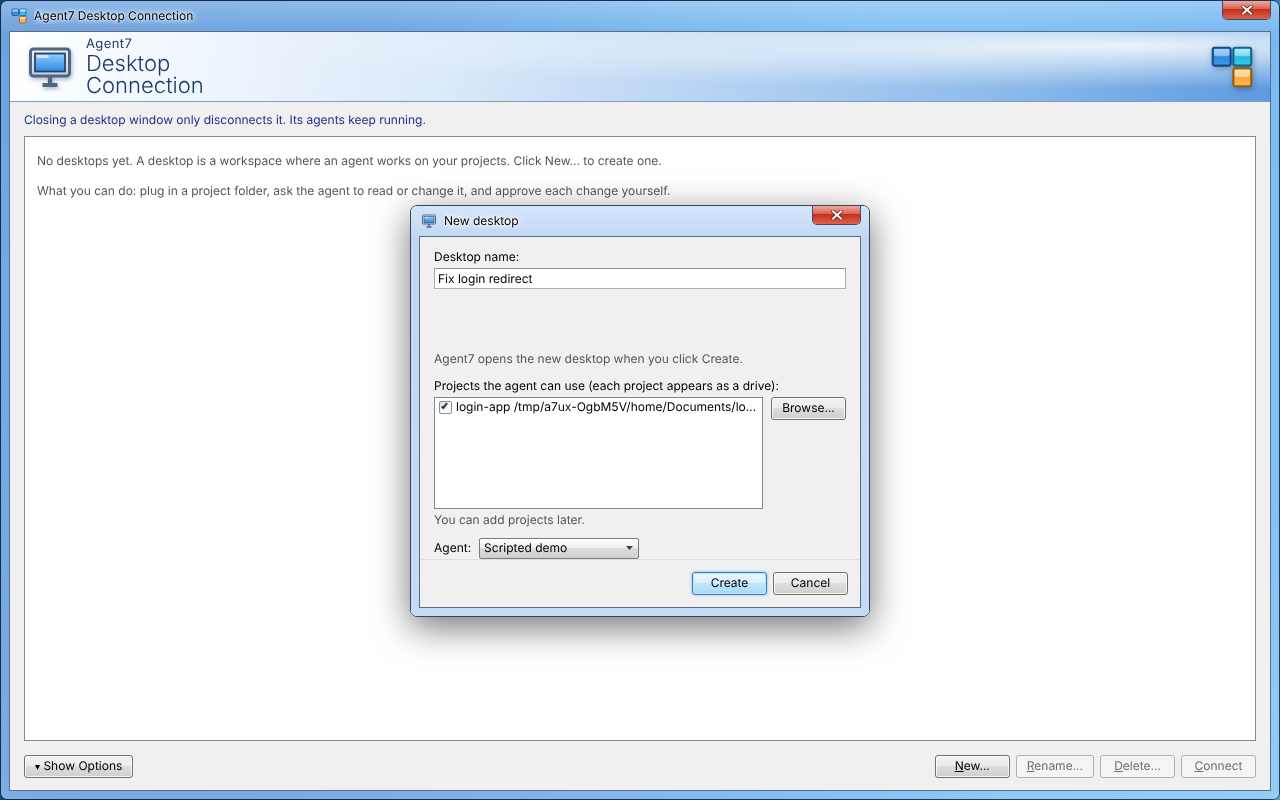 Agent7 Desktop Connection
Agent7
Desktop
Connection
Closing a desktop window only disconnects it. Its agents keep running.
No desktops yet. A desktop is a workspace where an agent works on your projects. Click New... to create one.
What you can do: plug in a project folder, ask the agent to read or change it, and approve each change yourself.
New desktop
Desktop name:
Fix login redirect
Agent7 opens the new desktop when you click Create.
Projects the agent can use (each project appears as a drive):
login-app /tmp/a7ux-OgbM5V/home/Documents/lo...
Browse...
You can add projects later.
Agent:
Scripted demo
Create
Cancel
Show Options
New...
Rename...
Delete...
Connect